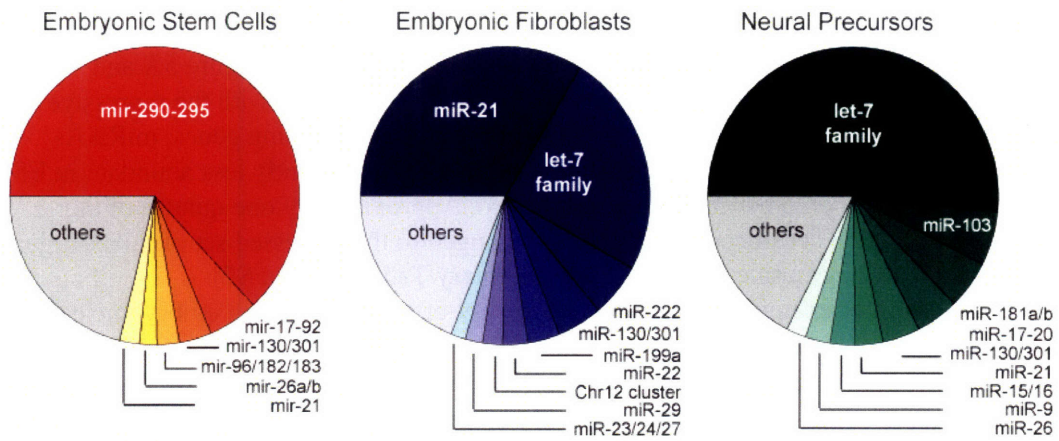 Embryonic Stem Cells
mir-290-295
others
mir-17-92
mir-130/301
mir-96/182/183
mir-26a/b
mir-21
Embryonic Fibroblasts
miR-21
let-7
family
others
miR-222
miR-130/301
miR-199a
miR-22
Chr12 cluster
miR-29
miR-23/24/27
Neural Precursors
let-7
family
miR-103
others
miR-181a/b
miR-17-20
miR-130/301
miR-21
miR-15/16
miR-9
miR-26